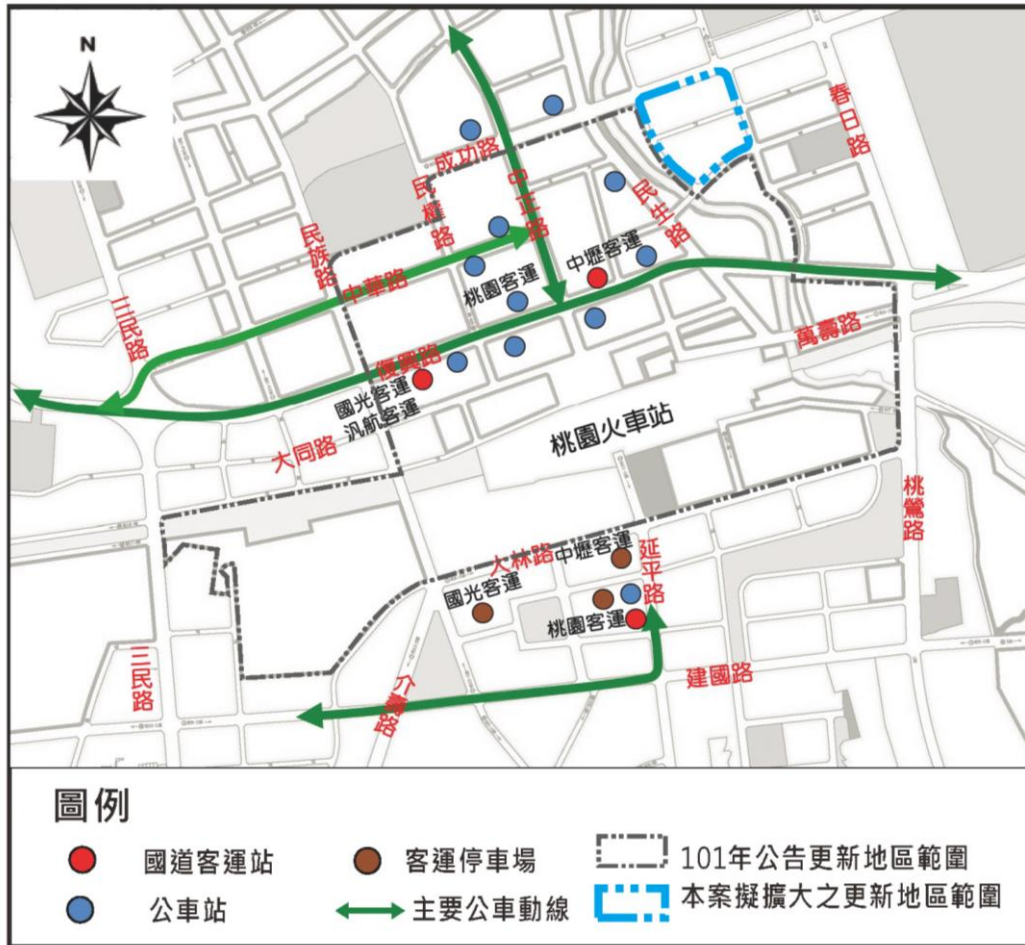 N
春日路
成功路
中正路
民權路
民生路
民族路
中壢客運
中華路
桃園客運
三民路
萬壽路
復興路
國光客運
汎航客運
大同路
桃園火車站
桃鶯路
大林路
中壢客運
延平路
國光客運
桃園客運
三民路
介壽路
建國路
圖例
國道客運站
客運停車場
101年公告更新地區範圍
公車站
主要公車動線
本案擬擴大之更新地區範圍